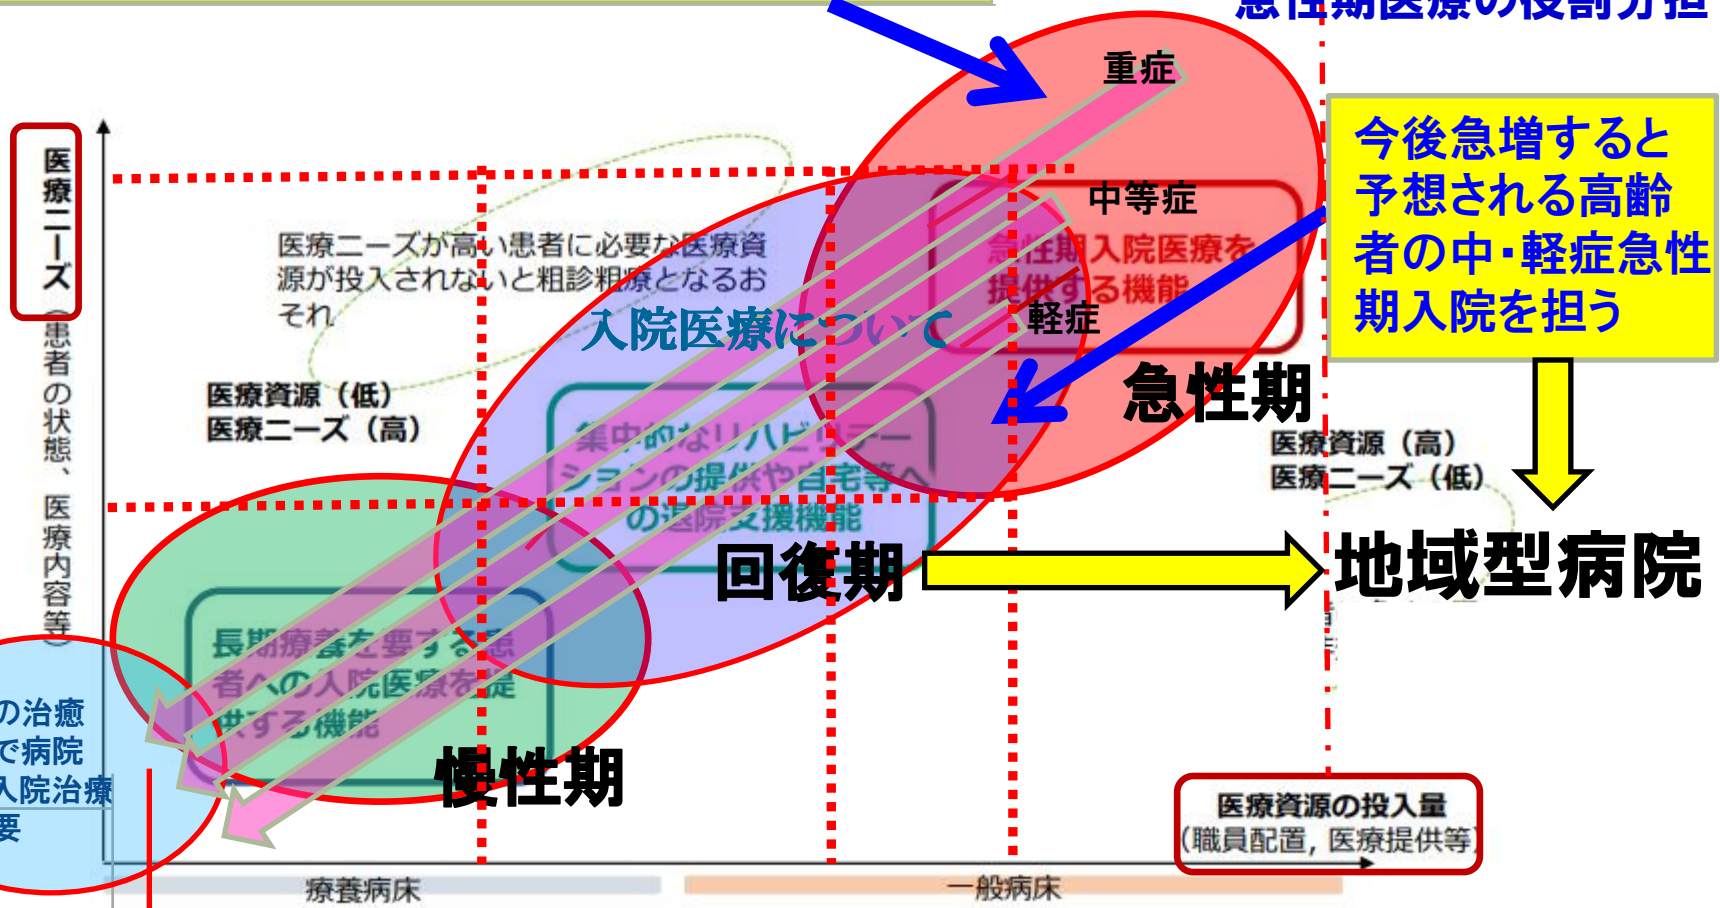 急性期医療の役割分担
重症
今後急増すると
予想される高齢
者の中・軽症急性
期入院を担う
医療ニーズ
（患者の状態、医療内容等）
中等症
医療ニーズが高い患者に必要な医療資
源が投入されないと粗診粗療となるお
それ
急性期入院医療を
提供する機能
軽症
入院医療について
急性期
医療資源（低）
医療ニーズ（高）
集中的なリハビリテー
ションの提供や自宅等へ
の退院支援機能
医療資源（高）
医療ニーズ（低）
回復期
地域型病院
長期療養を要する患
者への入院医療を提
供する機能
慢性期
の治癒
で病院
入院治療
要
医療資源の投入量
（職員配置, 医療提供等）
療養病床
一般病床